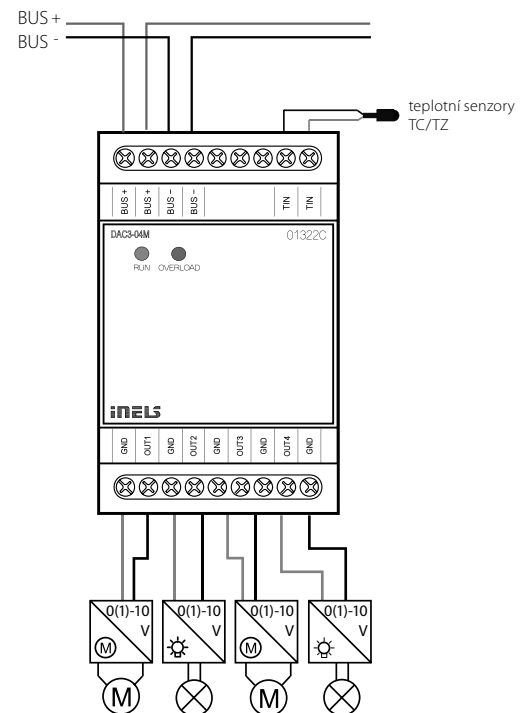 BUS +
BUS -
teplotní senzory
TC/TZ
BUS + BUS + BUS − BUS − TIN TIN
DAC3-04M 01322C
RUN OVERLOAD
iNELS
GND OUT1 GND OUT2 GND OUT3 GND OUT4 GND
0(1)-10 0(1)-10 0(1)-10 0(1)-10
V V V V
M M
M M